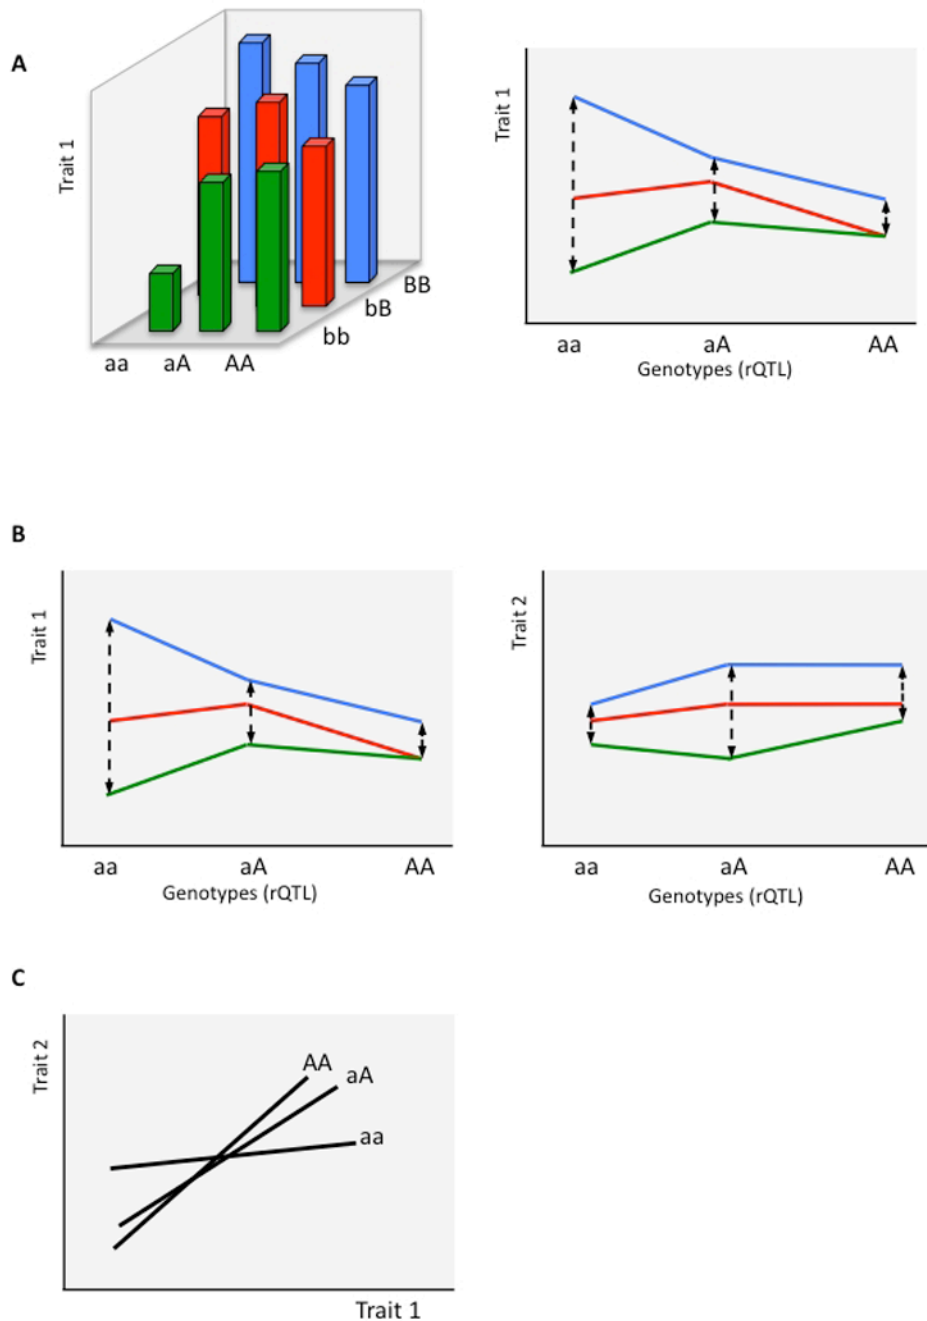 A
Trait 1
BB
bB
bb
aa aA AA
Trait 1
aa aA AA
Genotypes (rQTL)
B
Trait 1
aa aA AA
Genotypes (rQTL)
Trait 2
aa aA AA
Genotypes (rQTL)
C
Trait 2
AA
aA
aa
Trait 1